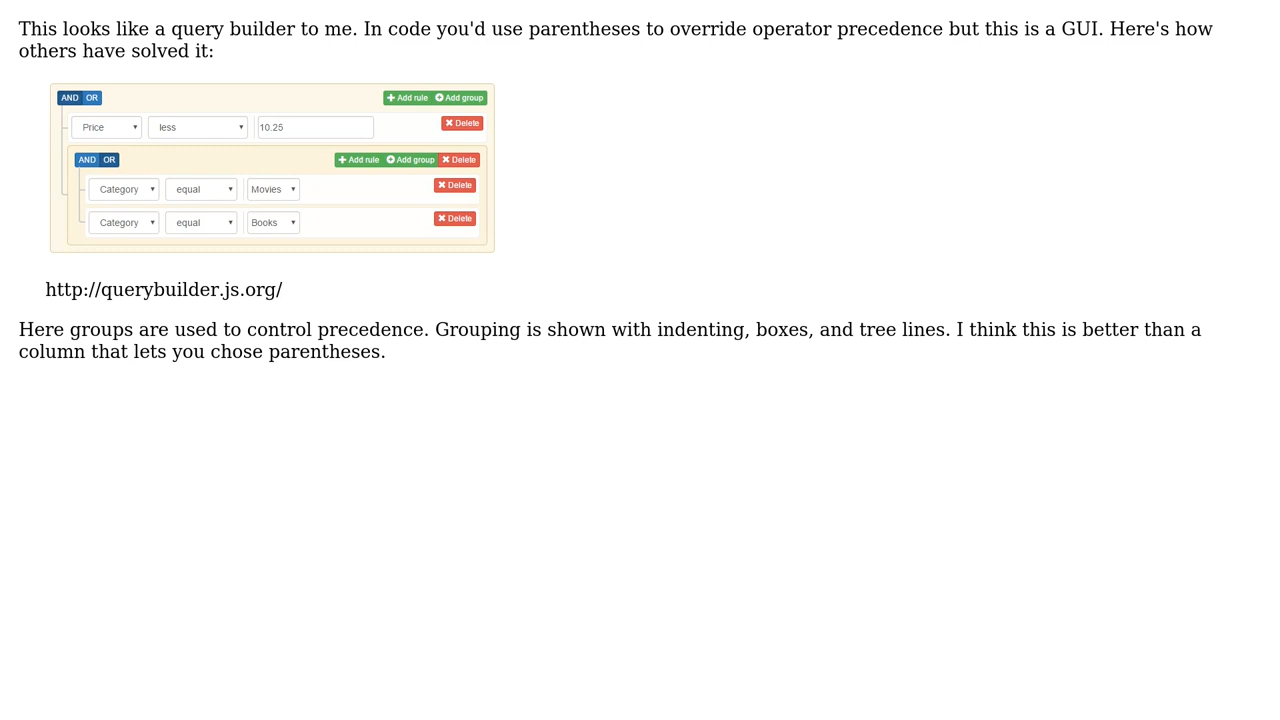 This looks like a query builder to me. In code you'd use parentheses to override operator precedence but this is a GUI. Here's how
others have solved it:
AND OR Add rule Add group
Price less 10.25 Delete
AND OR Add rule Add group Delete
Category equal Movies Delete
Category equal Books Delete
http://querybuilder.js.org/
Here groups are used to control precedence. Grouping is shown with indenting, boxes, and tree lines. I think this is better than a
column that lets you chose parentheses.